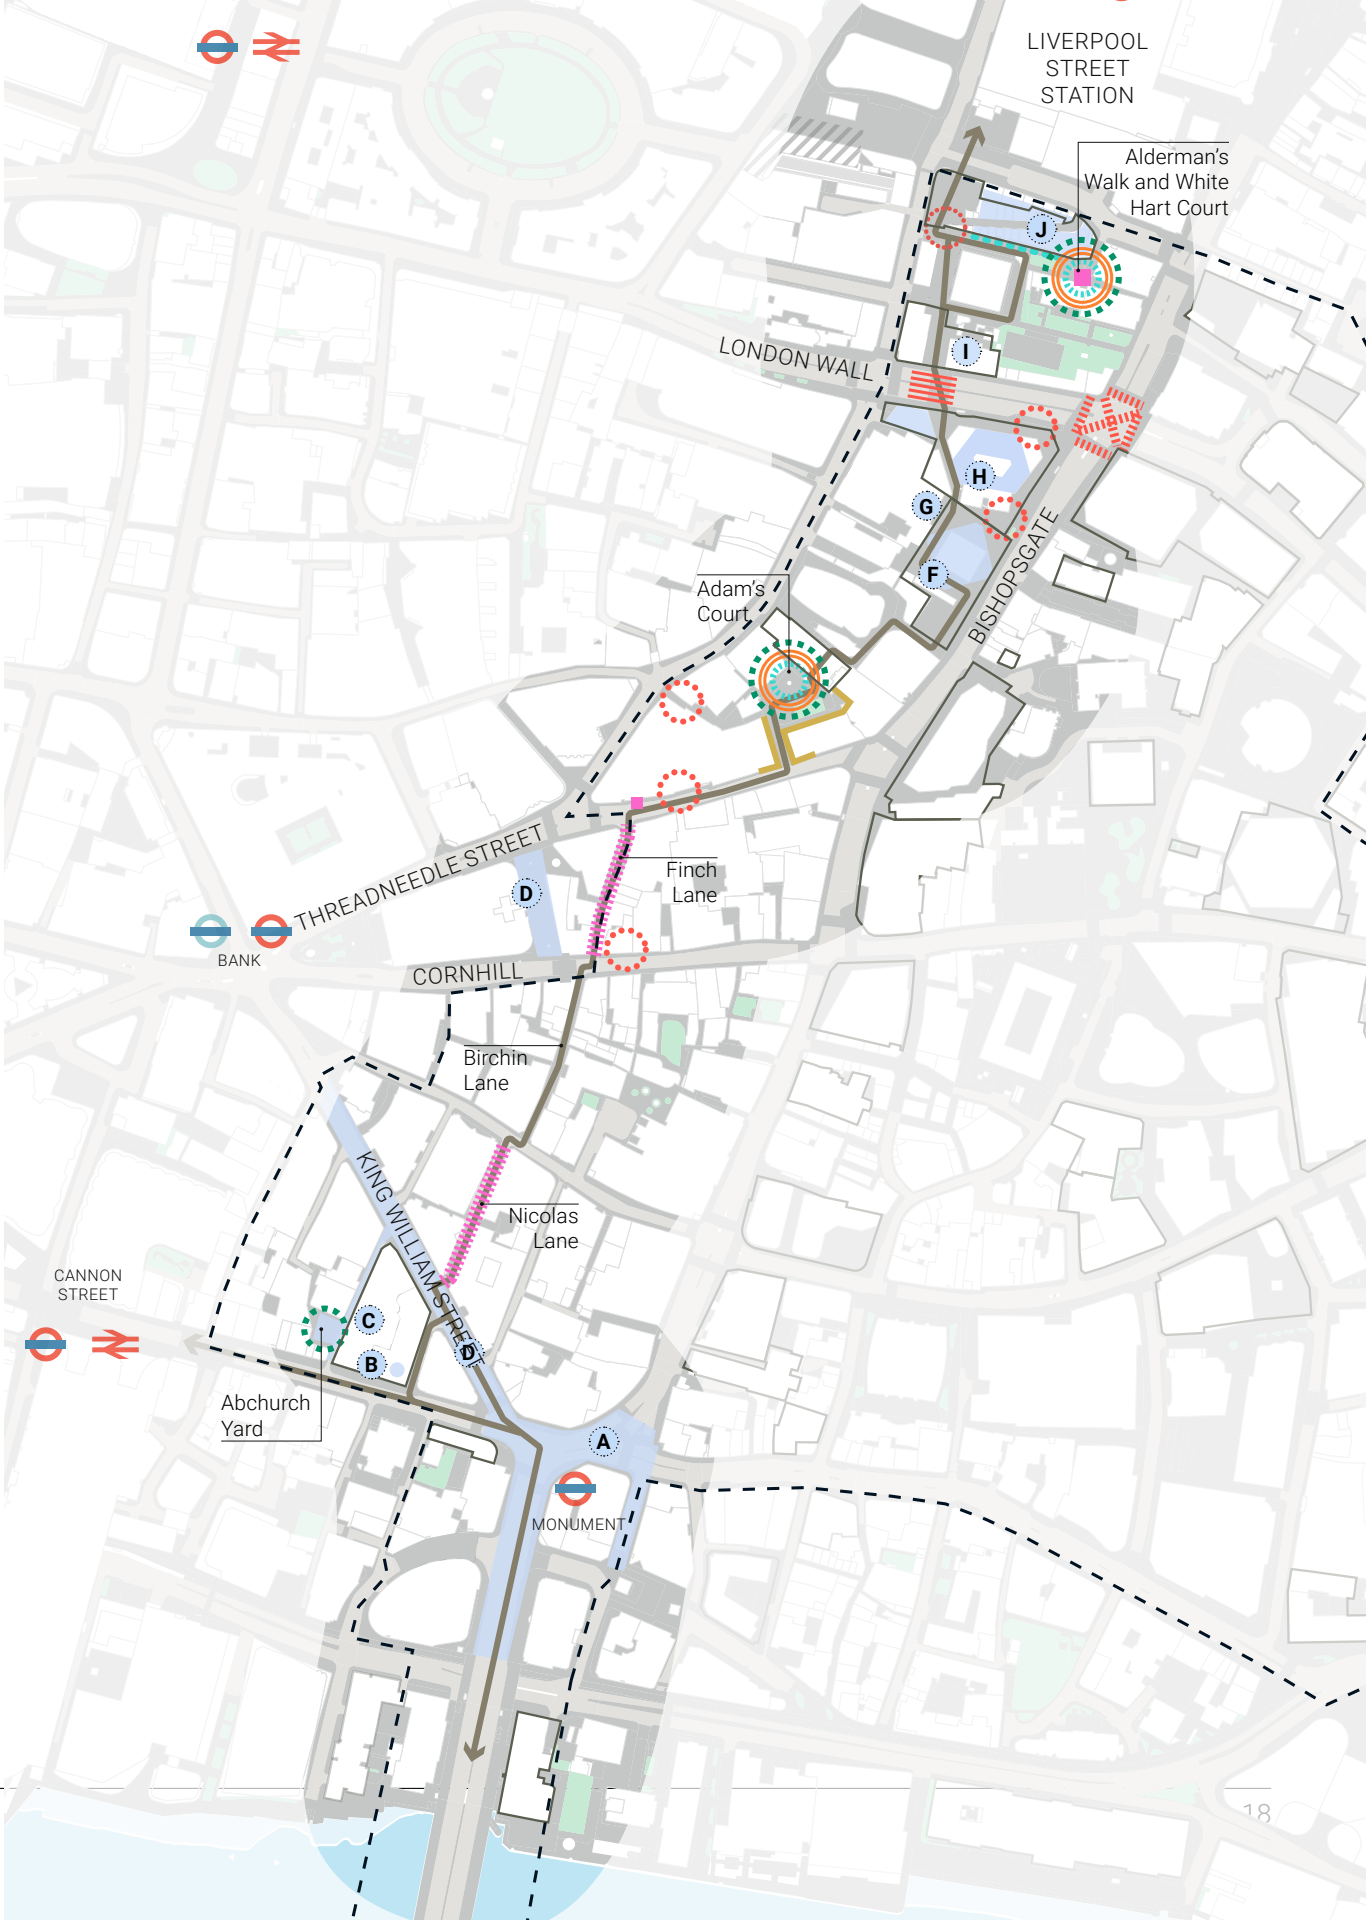 LIVERPOOL
STREET
STATION
Alderman's
Walk and White
Hart Court
J
LONDON WALL
I
H
G
F
BISHOPSGATE
Adam's
Court
THREADNEEDLE STREET
Finch
Lane
D
BANK
CORNHILL
Birchin
Lane
KING WILLIAM STREET
Nicolas
Lane
CANNON
STREET
C
B
D
Abchurch
Yard
A
MONUMENT
18